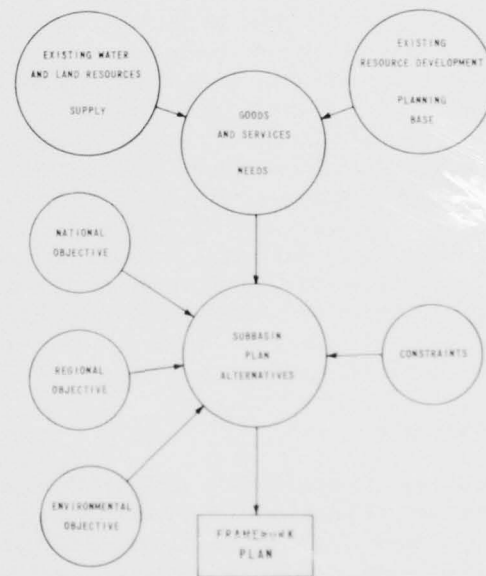 EXISTING WATER
AND LAND RESOURCES
SUPPLY
EXISTING
RESOURCE DEVELOPMENT
PLANNING
BASE
GOODS
AND SERVICES
NEEDS
NATIONAL
OBJECTIVE
SUBBASIN
PLAN
ALTERNATIVES
CONSTRAINTS
REGIONAL
OBJECTIVE
ENVIRONMENTAL
OBJECTIVE
FRAMEWORK
PLAN